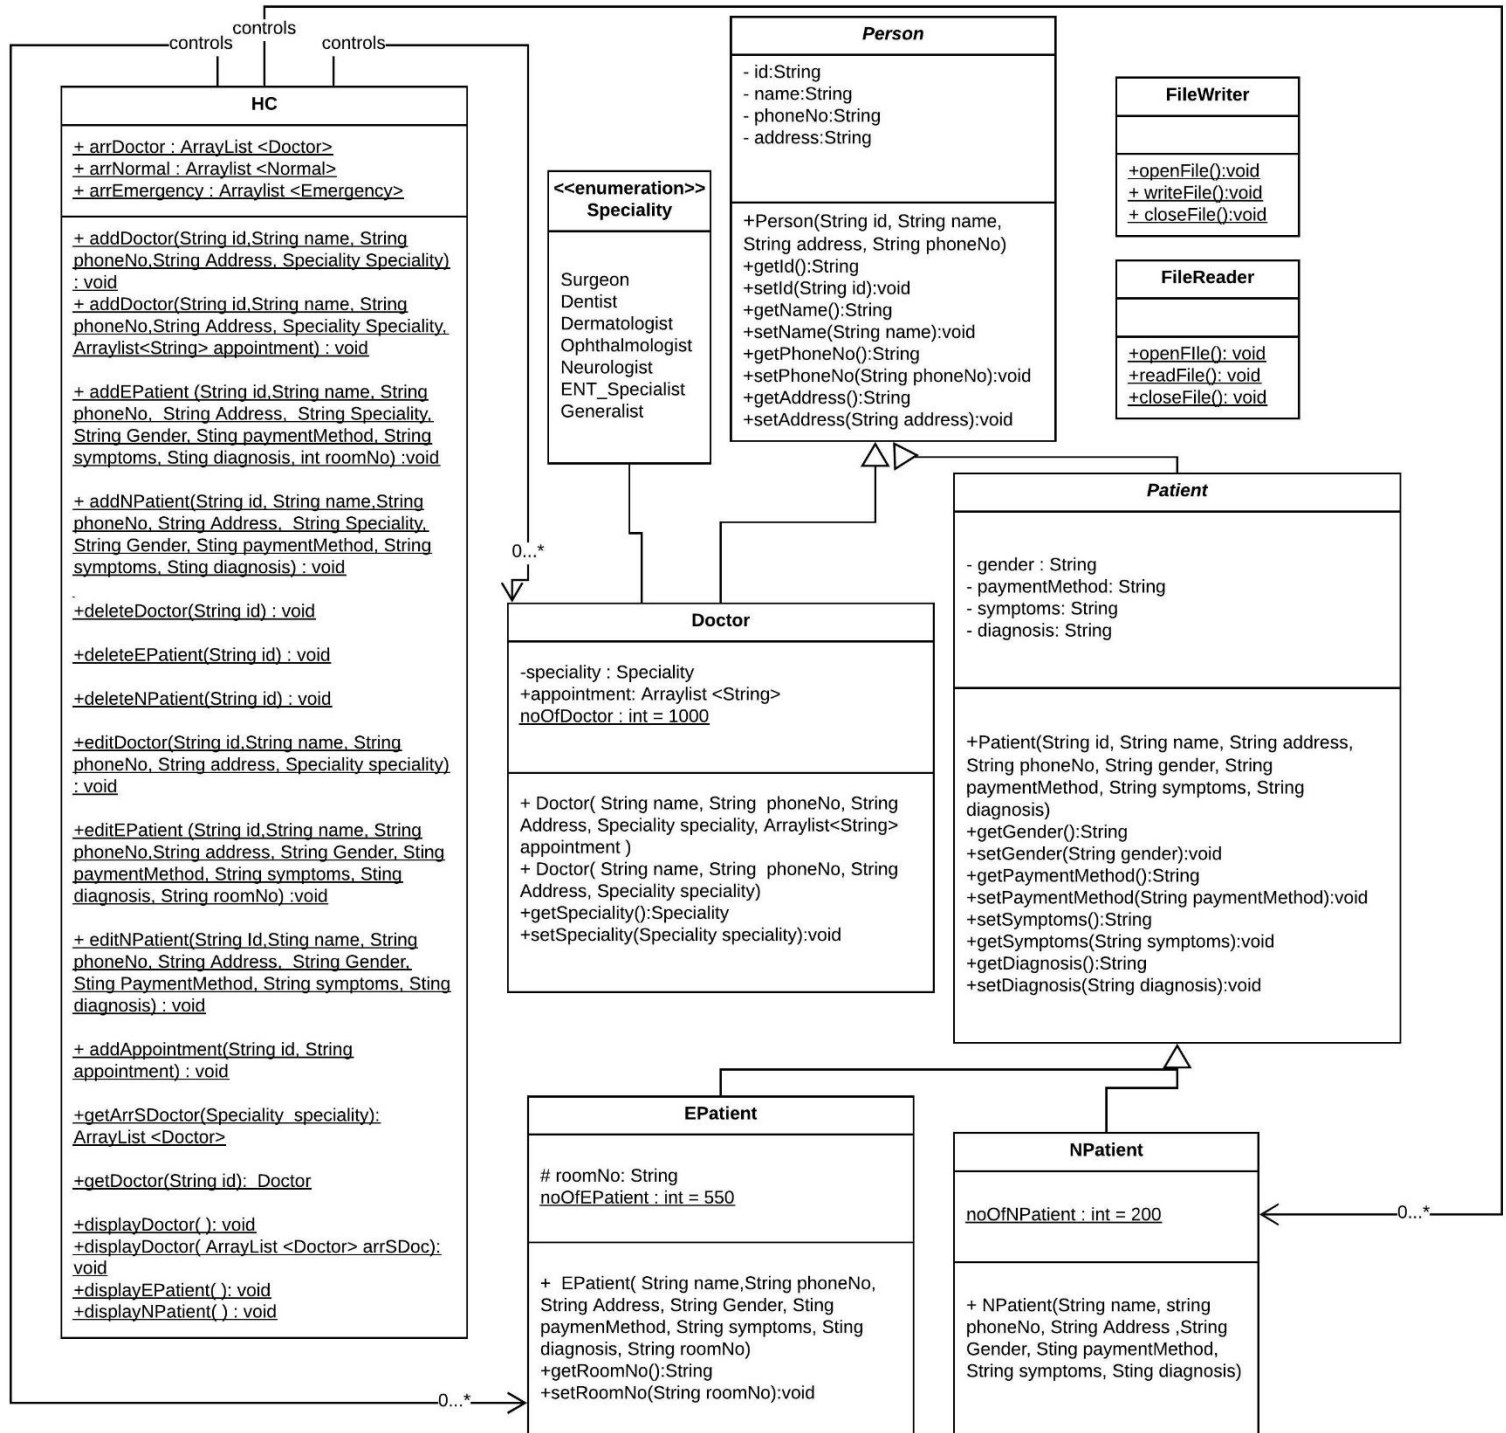 controls
controls
controls
HC
+ arrDoctor : ArrayList <Doctor>
+ arrNormal : Arraylist <Normal>
+ arrEmergency : Arraylist <Emergency>
+ addDoctor(String id,String name, String
phoneNo,String Address, Speciality Speciality)
: void
+ addDoctor(String id,String name, String
phoneNo,String Address, Speciality Speciality,
Arraylist<String> appointment) : void
+ addEPatient (String id,String name, String
phoneNo, String Address, String Speciality,
String Gender, Sting paymentMethod, String
symptoms, Sting diagnosis, int roomNo) :void
+ addNPatient(String id, String name,String
phoneNo, String Address, String Speciality,
String Gender, Sting paymentMethod, String
symptoms, Sting diagnosis) : void
+deleteDoctor(String id) : void
+deleteEPatient(String id) : void
+deleteNPatient(String id) : void
+editDoctor(String id,String name, String
phoneNo, String address, Speciality speciality)
: void
+editEPatient (String id,String name, String
phoneNo,String address, String Gender, Sting
paymentMethod, String symptoms, Sting
diagnosis, String roomNo) :void
+ editNPatient(String Id,Sting name, String
phoneNo, String Address, String Gender,
Sting PaymentMethod, String symptoms, Sting
diagnosis) : void
+ addAppointment(String id, String
appointment) : void
+getArrSDoctor(Speciality speciality):
ArrayList <Doctor>
+getDoctor(String id): Doctor
+displayDoctor( ): void
+displayDoctor( ArrayList <Doctor> arrSDoc):
void
+displayEPatient( ): void
+displayNPatient( ) : void
<<enumeration>>
Speciality
Surgeon
Dentist
Dermatologist
Ophthalmologist
Neurologist
ENT_Specialist
Generalist
Person
- id:String
- name:String
- phoneNo:String
- address:String
+Person(String id, String name,
String address, String phoneNo)
+getId():String
+setId(String id):void
+getName():String
+setName(String name):void
+getPhoneNo():String
+setPhoneNo(String phoneNo):void
+getAddress():String
+setAddress(String address):void
FileWriter
+openFile():void
+ writeFile():void
+ closeFile():void
FileReader
+openFIle(): void
+readFile(): void
+closeFile(): void
0...*
Doctor
-speciality : Speciality
+appointment: Arraylist <String>
noOfDoctor : int = 1000
+ Doctor( String name, String phoneNo, String
Address, Speciality speciality, Arraylist<String>
appointment )
+ Doctor( String name, String phoneNo, String
Address, Speciality speciality)
+getSpeciality():Speciality
+setSpeciality(Speciality speciality):void
Patient
- gender : String
- paymentMethod: String
- symptoms: String
- diagnosis: String
+Patient(String id, String name, String address,
String phoneNo, String gender, String
paymentMethod, String symptoms, String
diagnosis)
+getGender():String
+setGender(String gender):void
+getPaymentMethod():String
+setPaymentMethod(String paymentMethod):void
+setSymptoms():String
+getSymptoms(String symptoms):void
+getDiagnosis():String
+setDiagnosis(String diagnosis):void
EPatient
# roomNo: String
noOfEPatient : int = 550
+ EPatient( String name,String phoneNo,
String Address, String Gender, Sting
paymenMethod, String symptoms, Sting
diagnosis, String roomNo)
+getRoomNo():String
+setRoomNo(String roomNo):void
0...*
NPatient
noOfNPatient : int = 200
+ NPatient(String name, string
phoneNo, String Address ,String
Gender, Sting paymentMethod,
String symptoms, Sting diagnosis)
0...*